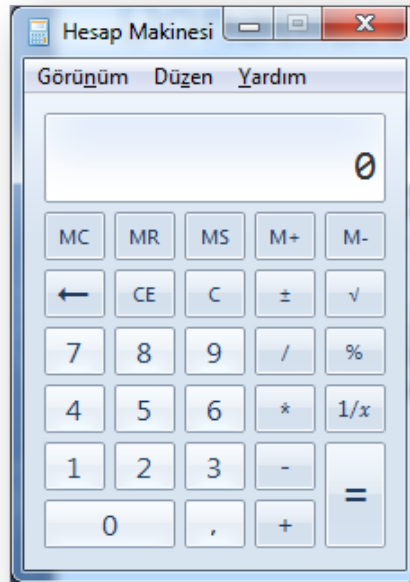 Hesap Makinesi
Görünüm Düzen Yardım
0
MC MR MS M+ M-
← CE C ± √
7 8 9 / %
4 5 6 * 1/x
1 2 3 - =
0 , +